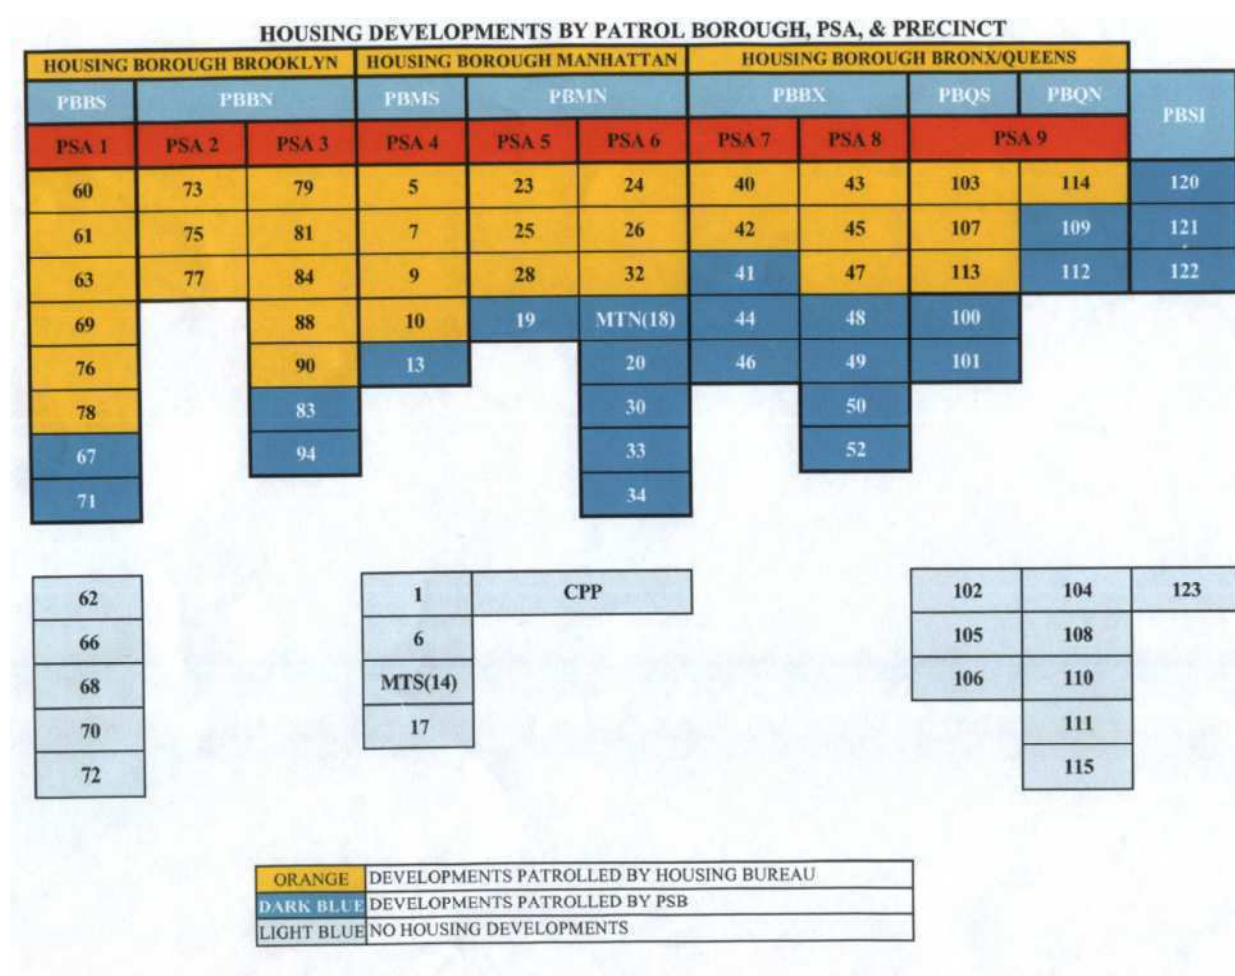 HOUSING DEVELOPMENTS BY PATROL BOROUGH, PSA, & PRECINCT
HOUSING BOROUGH BROOKLYN HOUSING BOROUGH MANHATTAN HOUSING BOROUGH BRONX/QUEENS
PBBS PBBN PBMS PBMN PBBX PBQS PBQN PBSI
PSA 1 PSA 2 PSA 3 PSA 4 PSA 5 PSA 6 PSA 7 PSA 8 PSA 9
60 73 79 5 23 24 40 43 103 114 120
61 75 81 7 25 26 42 45 107 109 121
63 77 84 9 28 32 41 47 113 112 122
69 88 10 19 MTN(18) 44 48 100
76 90 13 20 46 49 101
78 83 30 50
67 94 33 52
71 34
62 1 CPP 102 104 123
66 6 105 108
68 MTS(14) 106 110
70 17 111
72 115
ORANGE DEVELOPMENTS PATROLLED BY HOUSING BUREAU
DARK BLUE DEVELOPMENTS PATROLLED BY PSB
LIGHT BLUE NO HOUSING DEVELOPMENTS